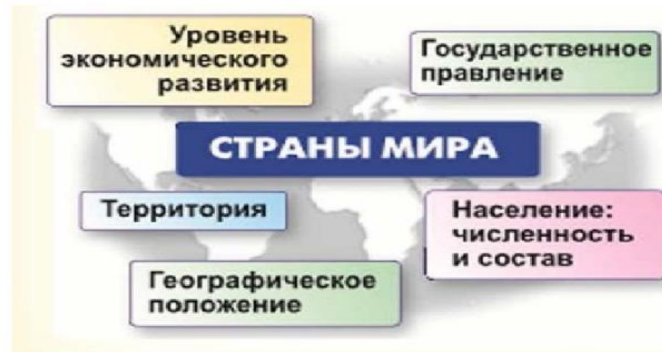 Уровень
экономического
развития
Государственное
правление
СТРАНЫ МИРА
Территория
Население:
численность
и состав
Географическое
положение